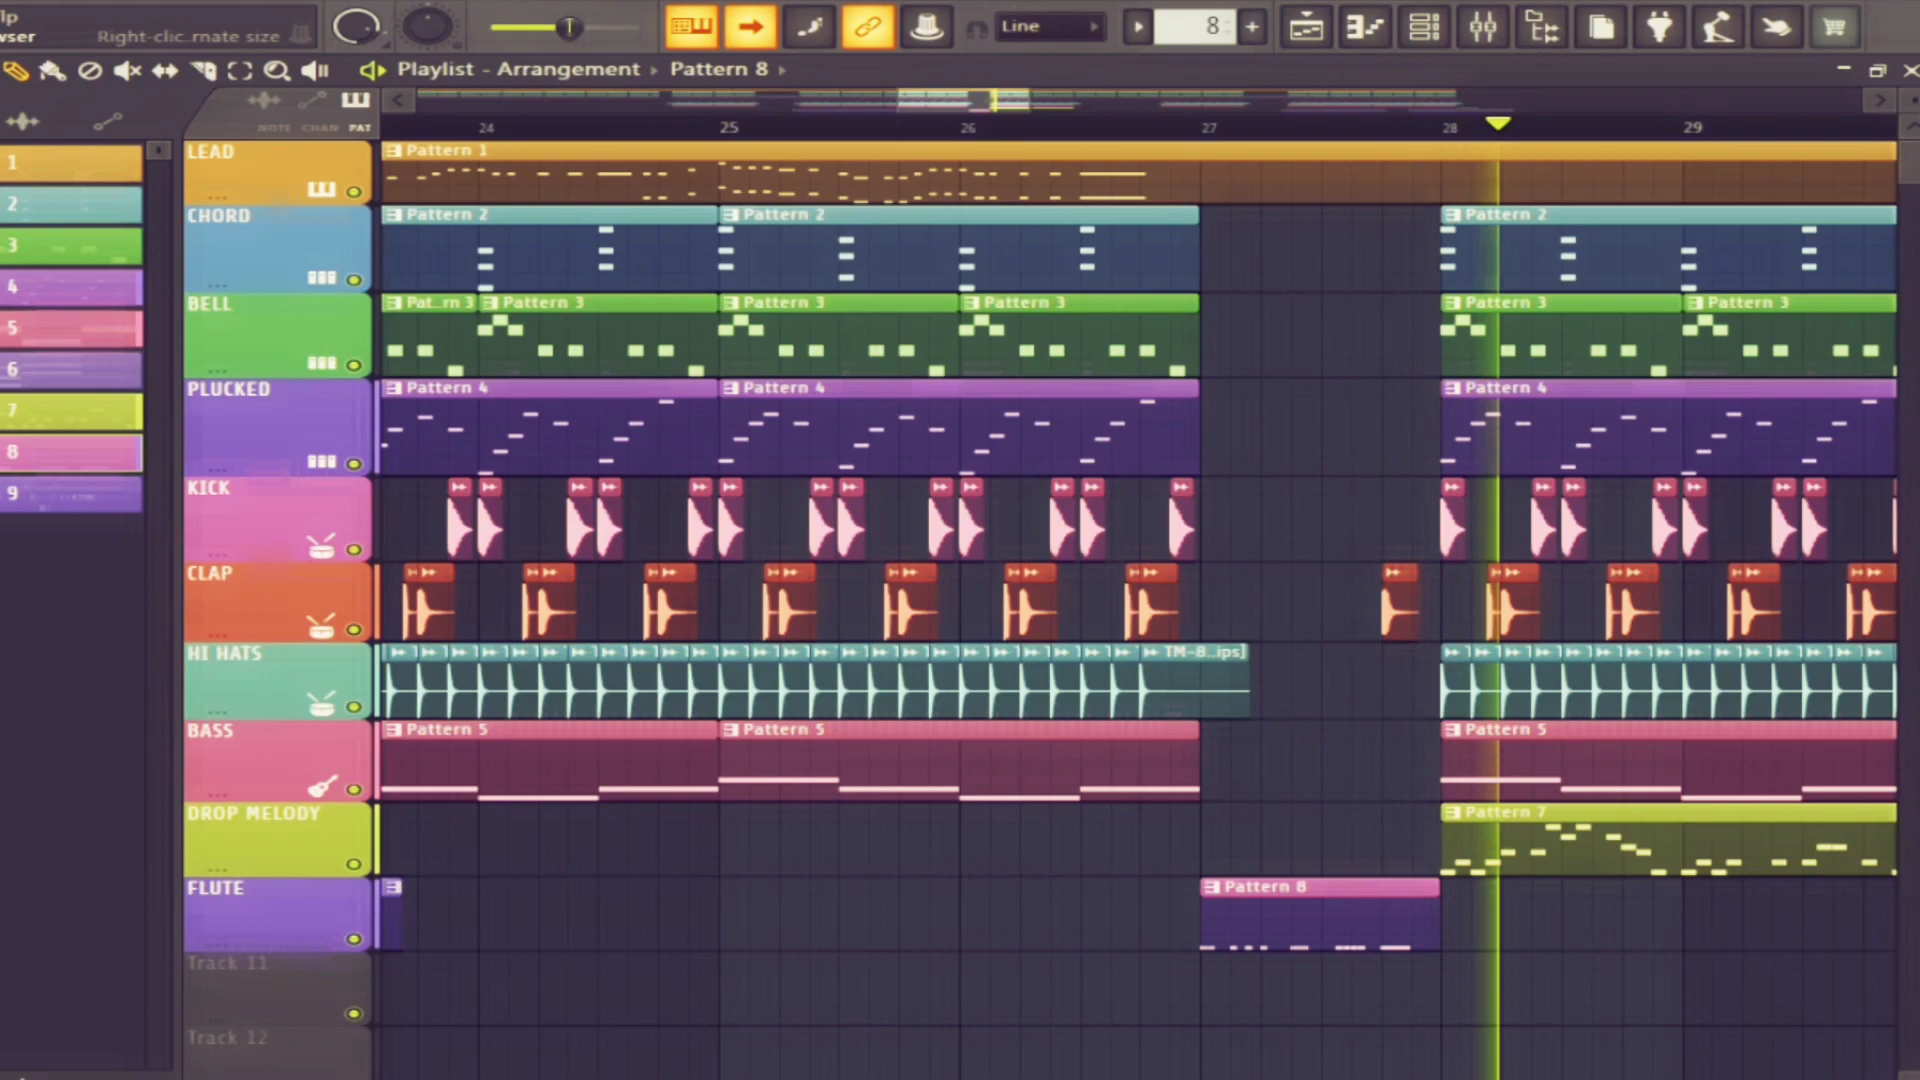 lp
wser
Right-clic..rnate size
Line
8
Playlist - Arrangement › Pattern 8 ›
NOTE CHAN PAT
24 25 26 27 28 29
1
2
3
4
5
6
7
8
9
LEAD
Pattern 1
CHORD
Pattern 2 Pattern 2 Pattern 2
BELL
Pat..rn 3 Pattern 3 Pattern 3 Pattern 3 Pattern 3 Pattern 3
PLUCKED
Pattern 4 Pattern 4 Pattern 4
KICK
CLAP
HI HATS
TM-8..ips]
BASS
Pattern 5 Pattern 5 Pattern 5
DROP MELODY
Pattern 7
FLUTE
Pattern 8
Track 11
Track 12